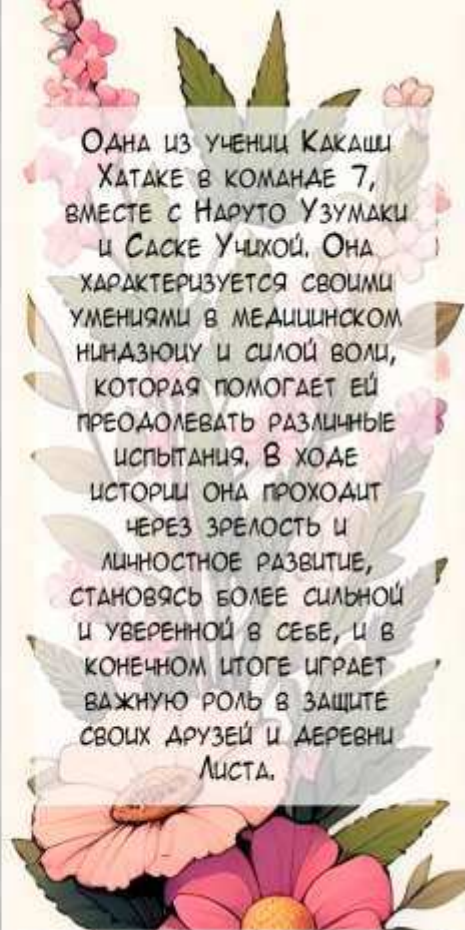 Одна из учениц Какаши
Хатаке в команде 7,
вместе с Наруто Узумаки
и Саске Учихой. Она
характеризуется своими
умениями в медицинском
ниндзюцу и силой воли,
которая помогает ей
преодолевать различные
испытания. В ходе
истории она проходит
через зрелость и
личностное развитие,
становясь более сильной
и уверенной в себе, и в
конечном итоге играет
важную роль в защите
своих друзей и деревни
Листа.